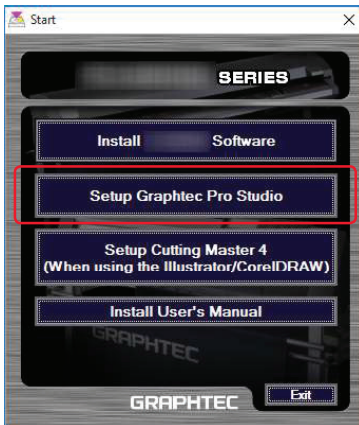 Start
SERIES
Install Software
Setup Graphtec Pro Studio
Setup Cutting Master 4
(When using the Illustrator/CorelDRAW)
Install User's Manual
GRAPHTEC
GRAPHTEC
Exit